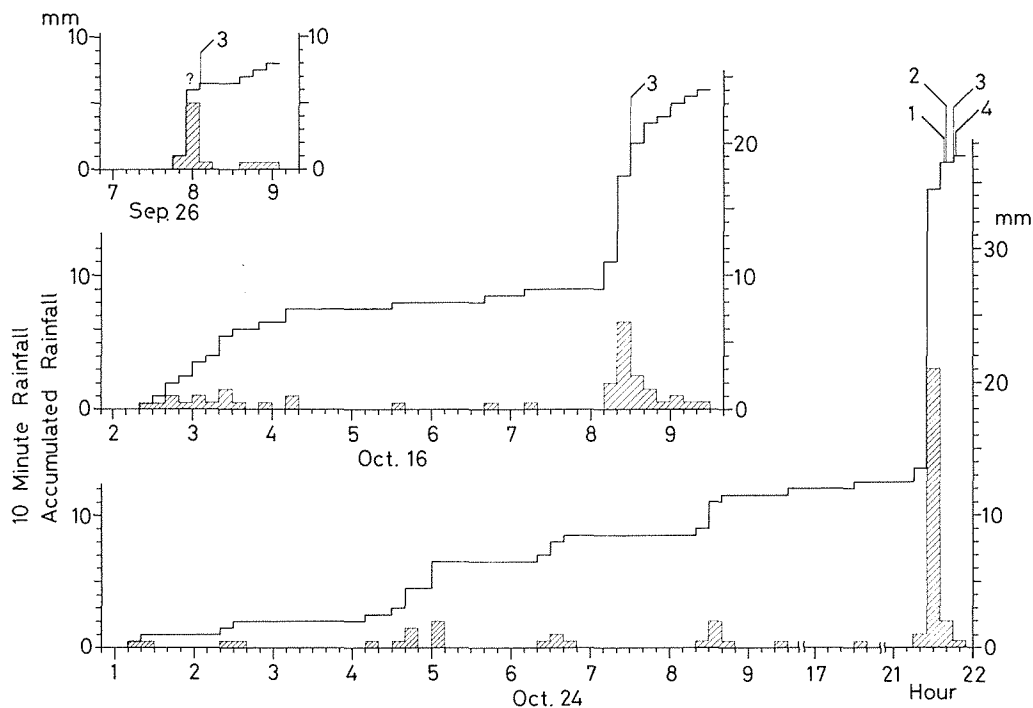 mm
10 10
3
?
5 5
0 0
7 8 9
Sep. 26
3
20
10 10
0 0
2 3 4 5 6 7 8 9
Oct. 16
2 3
1 4
mm
30
20
10 10
0 0
1 2 3 4 5 6 7 9 17 21 22
Oct. 24
Hour
10 Minute Rainfall
Accumulated Rainfall